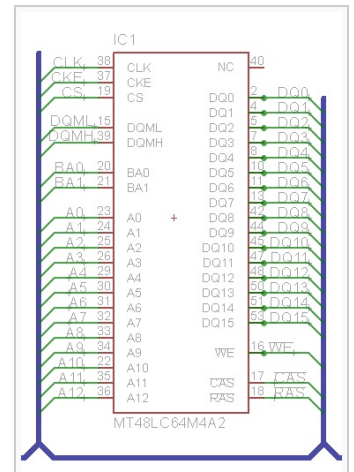 IC1
CLK 38 CLK NC 40
CKE 37 CKE
CS 19 CS DQ0 2 DQ0
DQ1 4 DQ1
DQML 15 DQML DQ2 5 DQ2
DQMH 39 DQMH DQ3 7 DQ3
DQ4 8 DQ4
BA0 20 BA0 DQ5 10 DQ5
BA1 21 BA1 DQ6 11 DQ6
DQ7 13 DQ7
A0 23 A0 DQ8 42 DQ8
A1 24 A1 DQ9 44 DQ9
A2 25 A2 DQ10 45 DQ10
A3 26 A3 DQ11 47 DQ11
A4 29 A4 DQ12 48 DQ12
A5 30 A5 DQ13 50 DQ13
A6 31 A6 DQ14 51 DQ14
A7 32 A7 DQ15 53 DQ15
A8 33 A8
A9 34 A9 WE 16 WE
A10 22 A10
A11 35 A11 CAS 17 CAS
A12 36 A12 RAS 18 RAS
MT48LC64M4A2